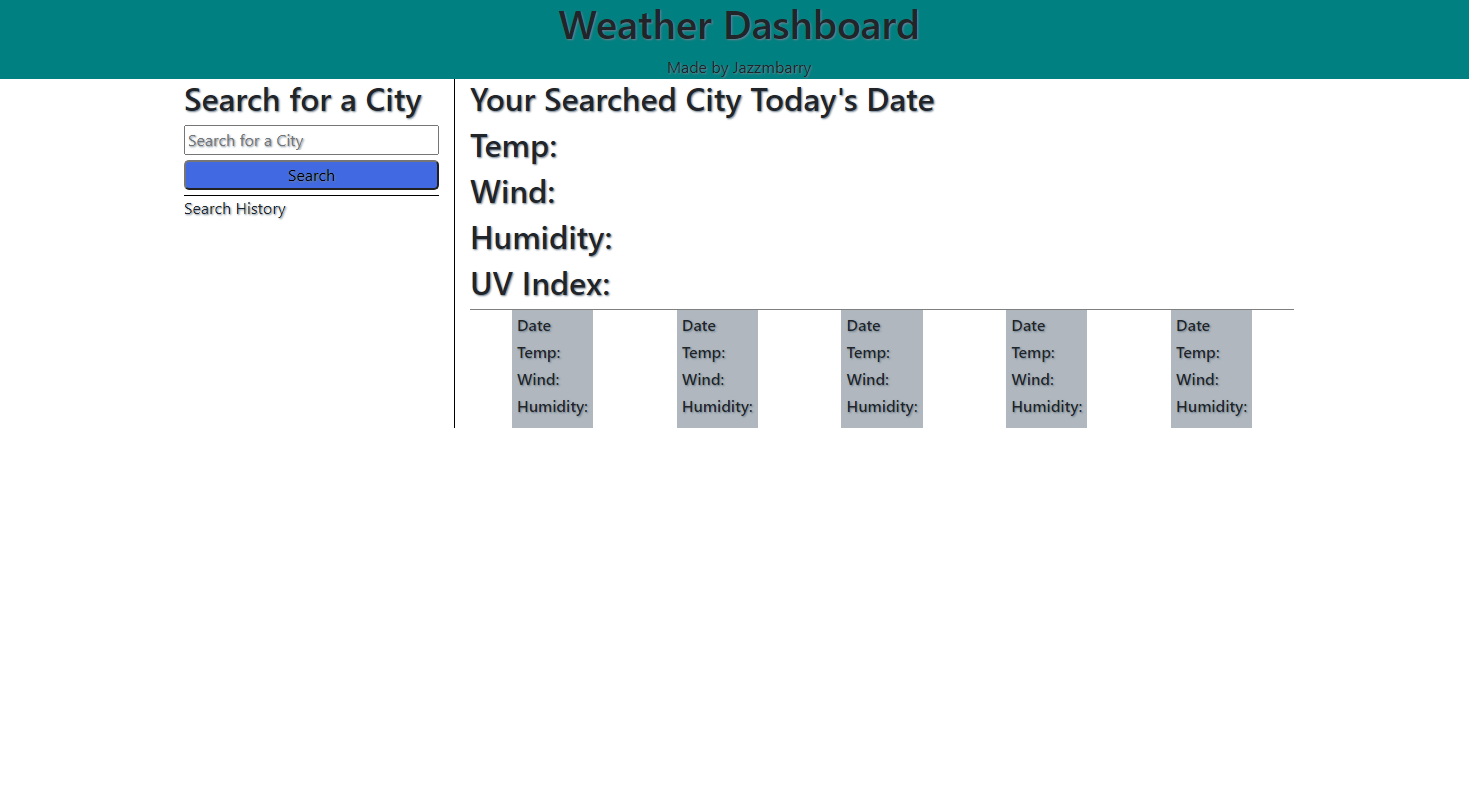 Weather Dashboard
Made by Jazzmbarry
Search for a City
Search for a City
Search
Search History
Your Searched City Today's Date
Temp:
Wind:
Humidity:
UV Index:
Date
Temp:
Wind:
Humidity:
Date
Temp:
Wind:
Humidity:
Date
Temp:
Wind:
Humidity:
Date
Temp:
Wind:
Humidity:
Date
Temp:
Wind:
Humidity: